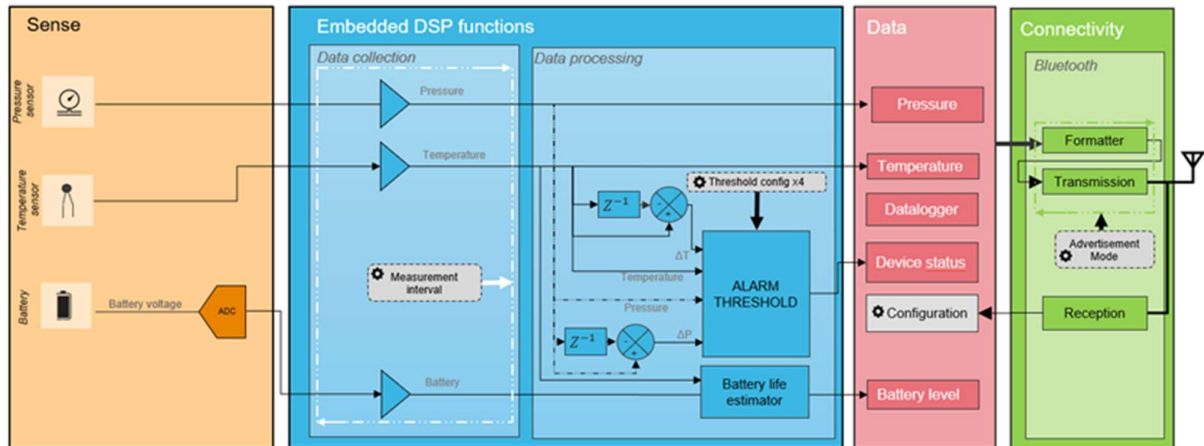 Sense
Pressure
sensor
Temperature
sensor
Battery
Battery voltage
ADC
Embedded DSP functions
Data collection
Pressure
Temperature
Measurement
interval
Battery
Data processing
Threshold config x4
Z⁻¹
-
+
ΔT
Temperature
Pressure
ALARM
THRESHOLD
Z⁻¹
-
+
ΔP
Battery life
estimator
Data
Pressure
Temperature
Datalogger
Device status
Configuration
Battery level
Connectivity
Bluetooth
Formatter
Transmission
Advertisement
Mode
Reception